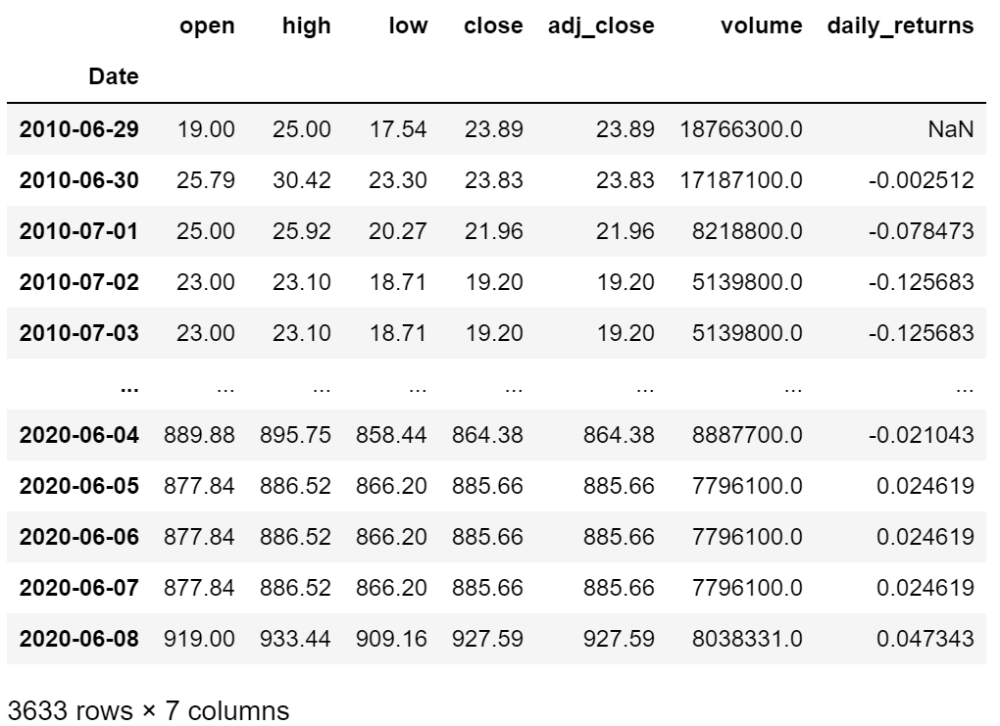 open high low close adj_close volume daily_returns
Date
2010-06-29 19.00 25.00 17.54 23.89 23.89 18766300.0 NaN
2010-06-30 25.79 30.42 23.30 23.83 23.83 17187100.0 -0.002512
2010-07-01 25.00 25.92 20.27 21.96 21.96 8218800.0 -0.078473
2010-07-02 23.00 23.10 18.71 19.20 19.20 5139800.0 -0.125683
2010-07-03 23.00 23.10 18.71 19.20 19.20 5139800.0 -0.125683
... ... ... ... ... ... ... ...
2020-06-04 889.88 895.75 858.44 864.38 864.38 8887700.0 -0.021043
2020-06-05 877.84 886.52 866.20 885.66 885.66 7796100.0 0.024619
2020-06-06 877.84 886.52 866.20 885.66 885.66 7796100.0 0.024619
2020-06-07 877.84 886.52 866.20 885.66 885.66 7796100.0 0.024619
2020-06-08 919.00 933.44 909.16 927.59 927.59 8038331.0 0.047343
3633 rows × 7 columns